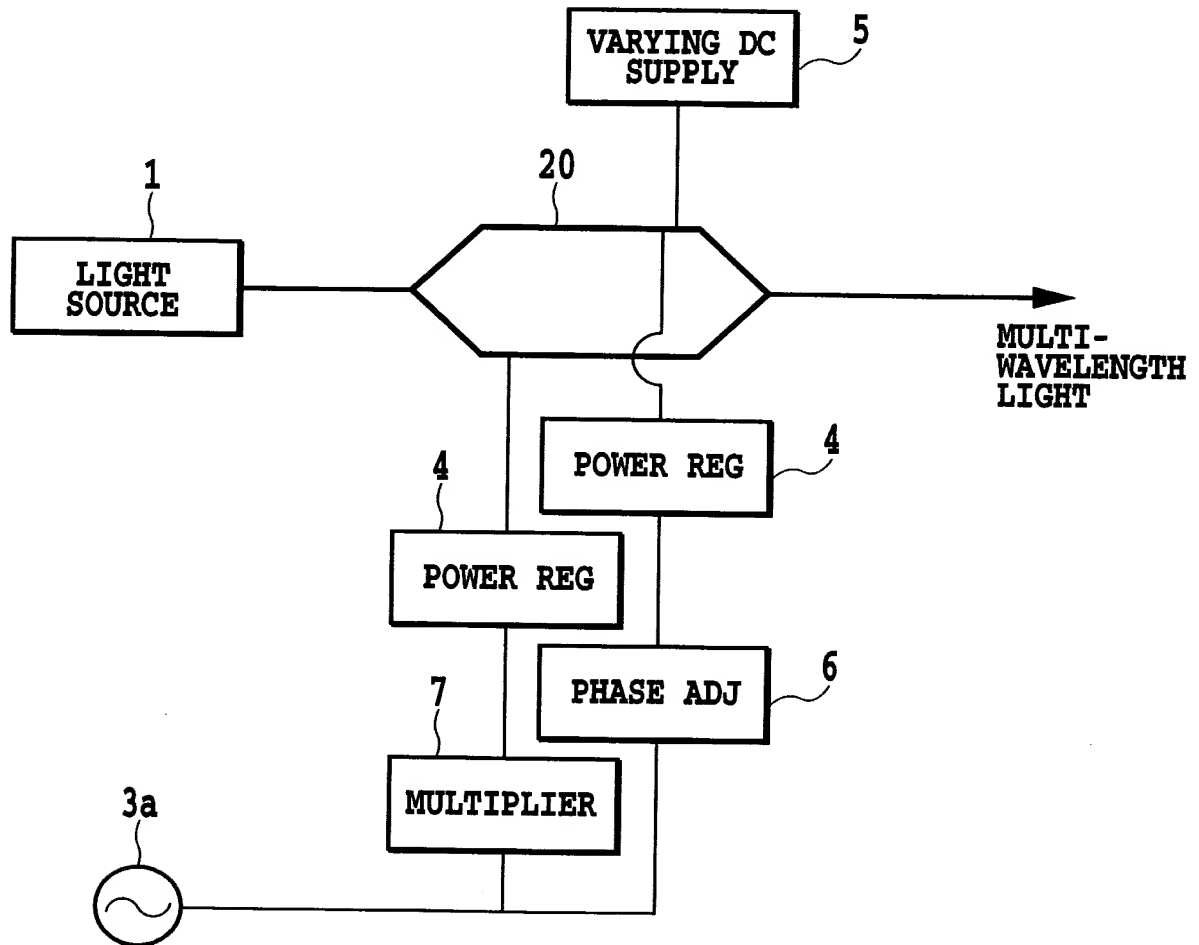 VARYING DC
SUPPLY
5
1
20
LIGHT
SOURCE
MULTI-
WAVELENGTH
LIGHT
4
POWER REG
4
POWER REG
6
PHASE ADJ
7
MULTIPLIER
3a